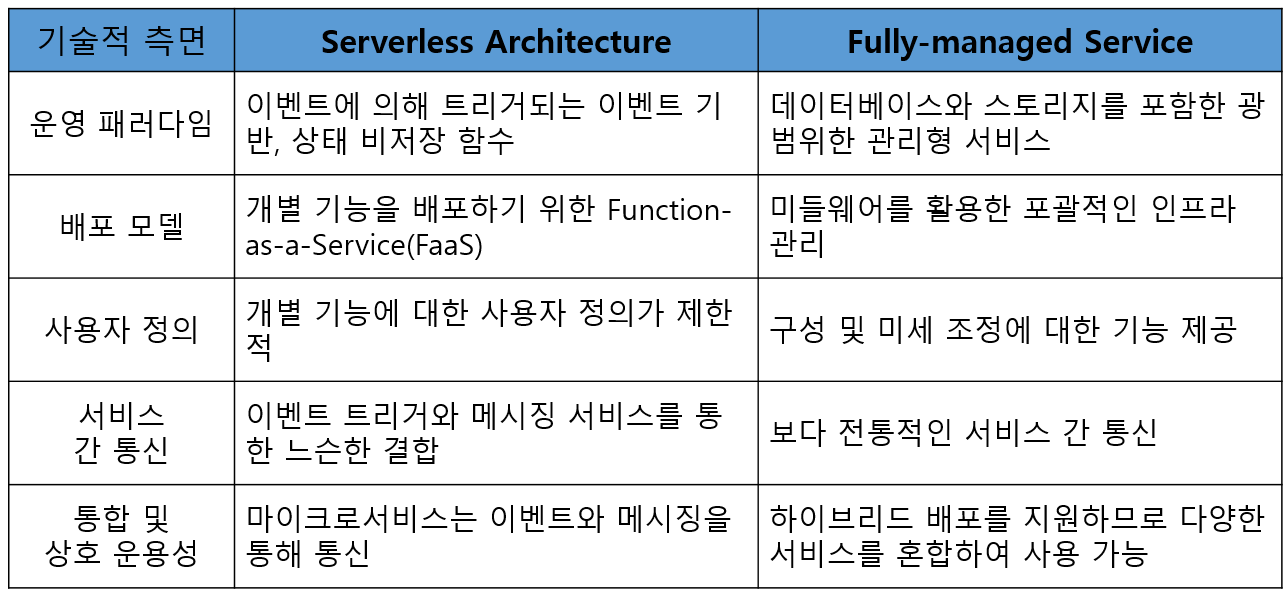 기술적 측면
Serverless Architecture
Fully-managed Service
운영 패러다임
이벤트에 의해 트리거되는 이벤트 기
반, 상태 비저장 함수
데이터베이스와 스토리지를 포함한 광
범위한 관리형 서비스
배포 모델
개별 기능을 배포하기 위한 Function-
as-a-Service(FaaS)
미들웨어를 활용한 포괄적인 인프라
관리
사용자 정의
개별 기능에 대한 사용자 정의가 제한
적
구성 및 미세 조정에 대한 기능 제공
서비스
간 통신
이벤트 트리거와 메시징 서비스를 통
한 느슨한 결합
보다 전통적인 서비스 간 통신
통합 및
상호 운용성
마이크로서비스는 이벤트와 메시징을
통해 통신
하이브리드 배포를 지원하므로 다양한
서비스를 혼합하여 사용 가능